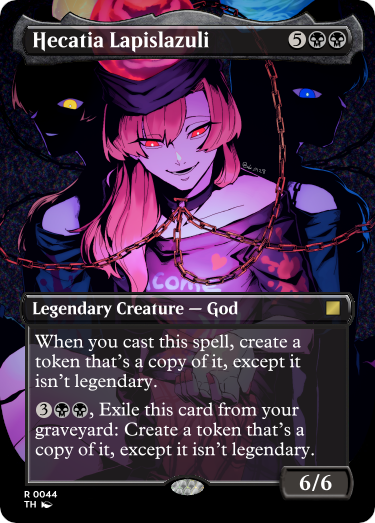 Hecatia Lapislazuli 5
Legendary Creature — God
When you cast this spell, create a
token that's a copy of it, except it
isn't legendary.
3, Exile this card from your
graveyard: Create a token that's a
copy of it, except it isn't legendary.
6/6
R 0044
TH